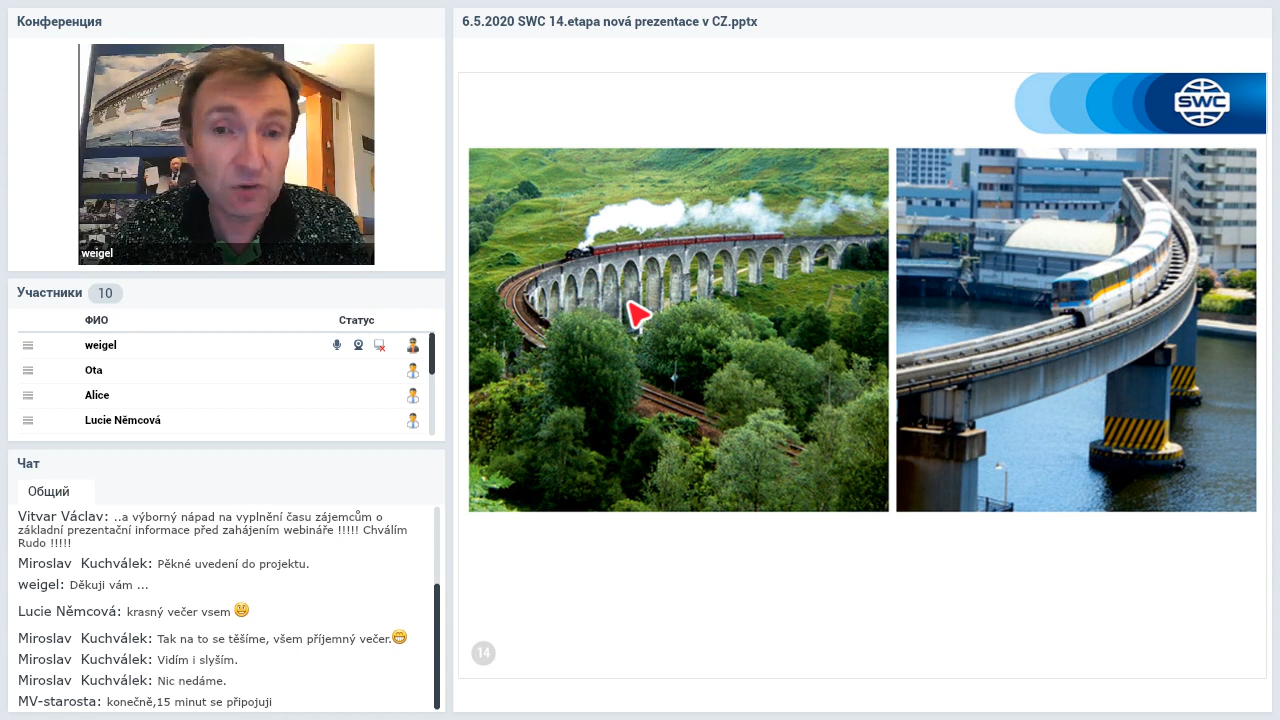 Конференция
weigel
Участники 10
ФИО Статус
weigel
Ota
Alice
Lucie Němcová
Чат
Общий
Vitvar Václav: ..a výborný nápad na vyplnění času zájemcům o
základní prezentační informace před zahájením webináře !!!!! Chválím
Rudo !!!!!
Miroslav Kuchválek: Pěkné uvedení do projektu.
weigel: Děkuji vám ...
Lucie Němcová: krasný večer vsem
Miroslav Kuchválek: Tak na to se těšíme, všem příjemný večer.
Miroslav Kuchválek: Vidím i slyším.
Miroslav Kuchválek: Nic nedáme.
MV-starosta: konečně,15 minut se připojuji
6.5.2020 SWC 14.etapa nová prezentace v CZ.pptx
SWC
14